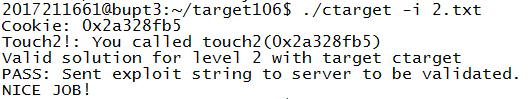 2017211661@bupt3:~/target106$ ./ctarget -i 2.txt
Cookie: 0x2a328fb5
Touch2!: You called touch2(0x2a328fb5)
Valid solution for level 2 with target ctarget
PASS: Sent exploit string to server to be validated.
NICE JOB!